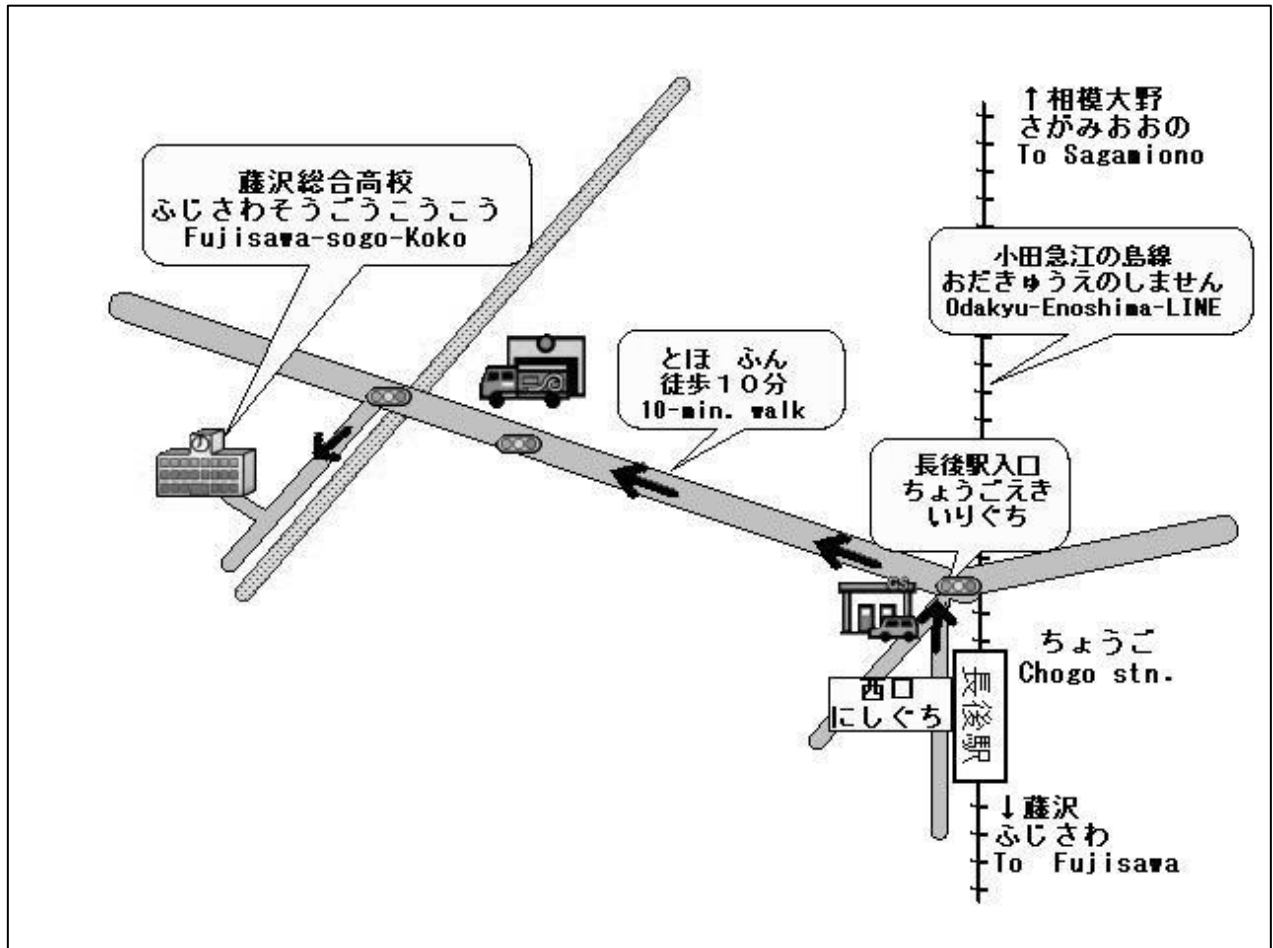 ↑相模大野
さがみおおの
To Sagamiono
藤沢総合高校
ふじさわそうごうこうこう
Fujisawa-sogo-Koko
小田急江の島線
おだきゅうえのしません
Odakyu-Enoshima-LINE
とほ ふん
徒歩10分
10-min. walk
長後駅入口
ちょうごえき
いりぐち
GS
ちょうご
Chogo stn.
西口
にしぐち
長後駅
↓藤沢
ふじさわ
To Fujisawa